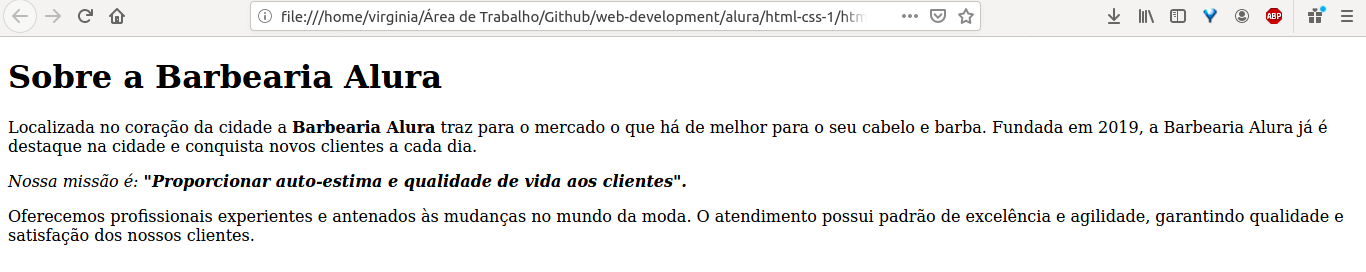 file:///home/virginia/Área de Trabalho/Github/web-development/alura/html-css-1/htm
ABP
Sobre a Barbearia Alura
Localizada no coração da cidade a Barbearia Alura traz para o mercado o que há de melhor para o seu cabelo e barba. Fundada em 2019, a Barbearia Alura já é
destaque na cidade e conquista novos clientes a cada dia.
Nossa missão é: "Proporcionar auto-estima e qualidade de vida aos clientes".
Oferecemos profissionais experientes e antenados às mudanças no mundo da moda. O atendimento possui padrão de excelência e agilidade, garantindo qualidade e
satisfação dos nossos clientes.